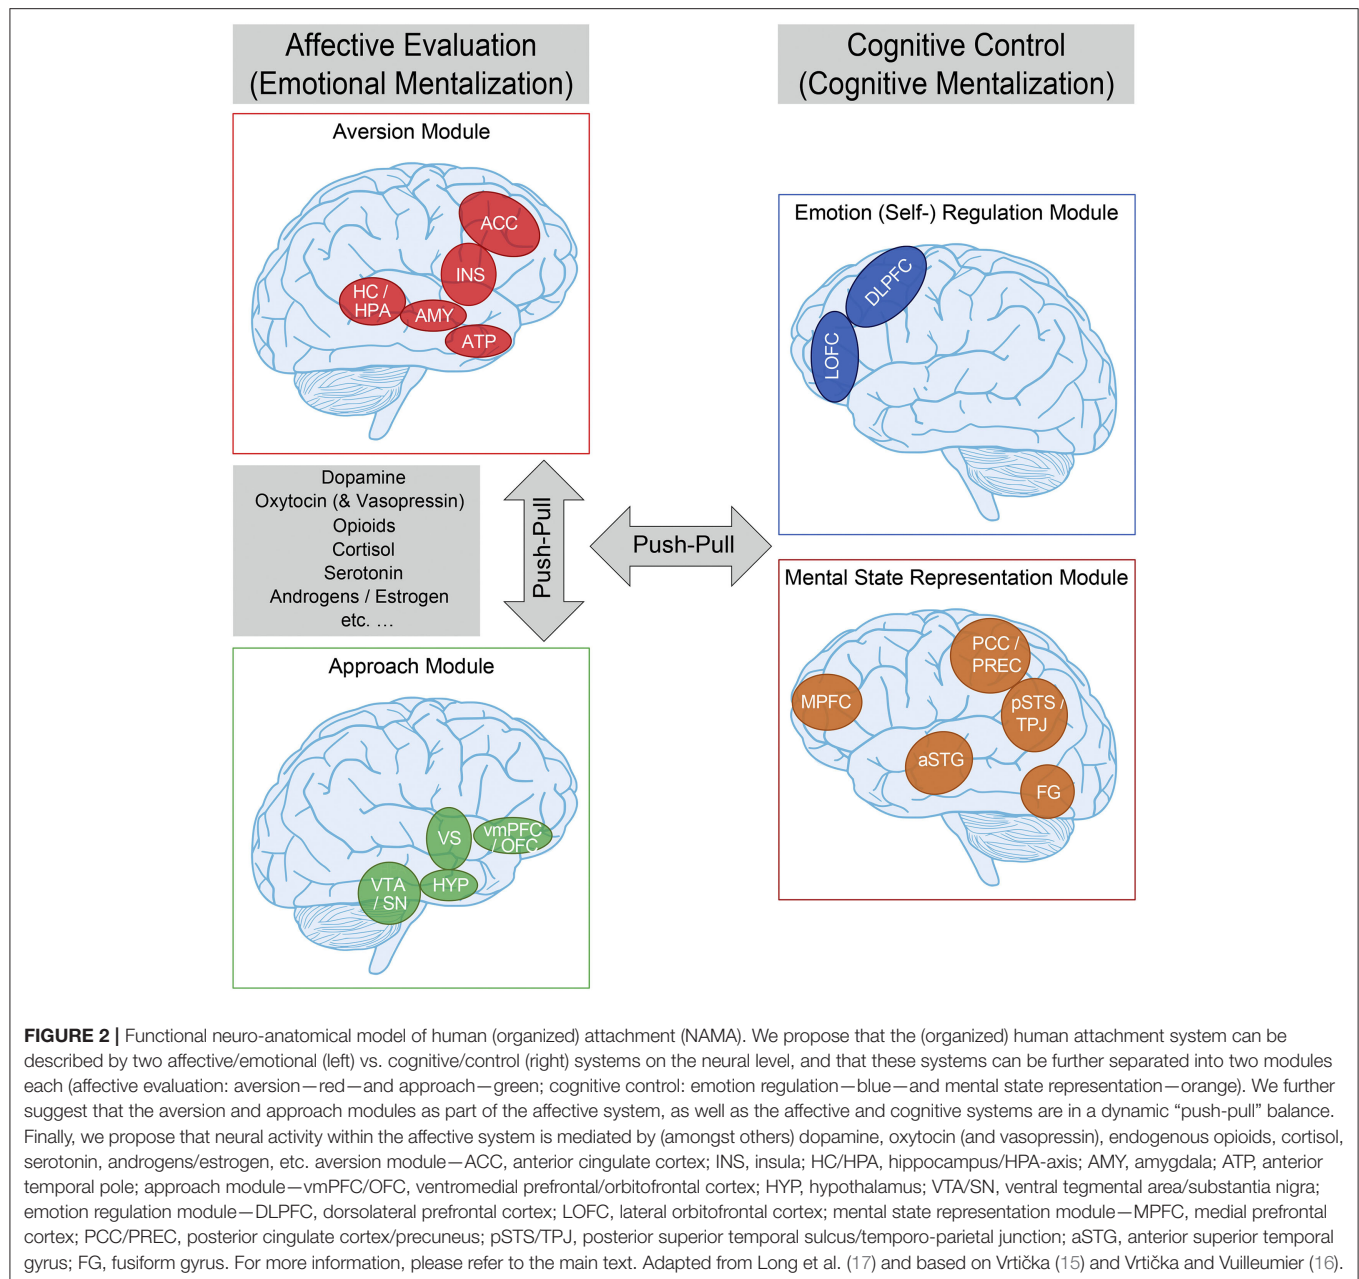 Affective Evaluation
(Emotional Mentalization)
Cognitive Control
(Cognitive Mentalization)
Aversion Module
ACC
INS
HC /
HPA
AMY
ATP
Emotion (Self-) Regulation Module
DLPFC
LOFC
Dopamine
Oxytocin (& Vasopressin)
Opioids
Cortisol
Serotonin
Androgens / Estrogen
etc. …
Push-Pull
Push-Pull
Approach Module
VS
vmPFC
/ OFC
VTA
/ SN
HYP
Mental State Representation Module
PCC /
PREC
MPFC
pSTS /
TPJ
aSTG
FG
FIGURE 2 | Functional neuro-anatomical model of human (organized) attachment (NAMA). We propose that the (organized) human attachment system can be
described by two affective/emotional (left) vs. cognitive/control (right) systems on the neural level, and that these systems can be further separated into two modules
each (affective evaluation: aversion—red—and approach—green; cognitive control: emotion regulation—blue—and mental state representation—orange). We further
suggest that the aversion and approach modules as part of the affective system, as well as the affective and cognitive systems are in a dynamic “push-pull” balance.
Finally, we propose that neural activity within the affective system is mediated by (amongst others) dopamine, oxytocin (and vasopressin), endogenous opioids, cortisol,
serotonin, androgens/estrogen, etc. aversion module—ACC, anterior cingulate cortex; INS, insula; HC/HPA, hippocampus/HPA-axis; AMY, amygdala; ATP, anterior
temporal pole; approach module—vmPFC/OFC, ventromedial prefrontal/orbitofrontal cortex; HYP, hypothalamus; VTA/SN, ventral tegmental area/substantia nigra;
emotion regulation module—DLPFC, dorsolateral prefrontal cortex; LOFC, lateral orbitofrontal cortex; mental state representation module—MPFC, medial prefrontal
cortex; PCC/PREC, posterior cingulate cortex/precuneus; pSTS/TPJ, posterior superior temporal sulcus/temporo-parietal junction; aSTG, anterior superior temporal
gyrus; FG, fusiform gyrus. For more information, please refer to the main text. Adapted from Long et al. (17) and based on Vrtička (15) and Vrtička and Vuilleumier (16).